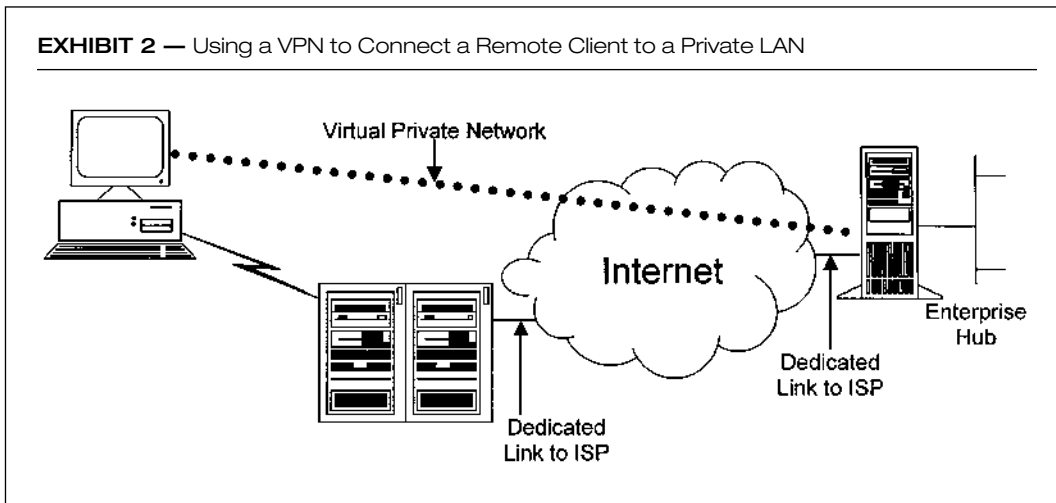 EXHIBIT 2 — Using a VPN to Connect a Remote Client to a Private LAN
Virtual Private Network
Internet
Enterprise
Hub
Dedicated
Link to ISP
Dedicated
Link to ISP